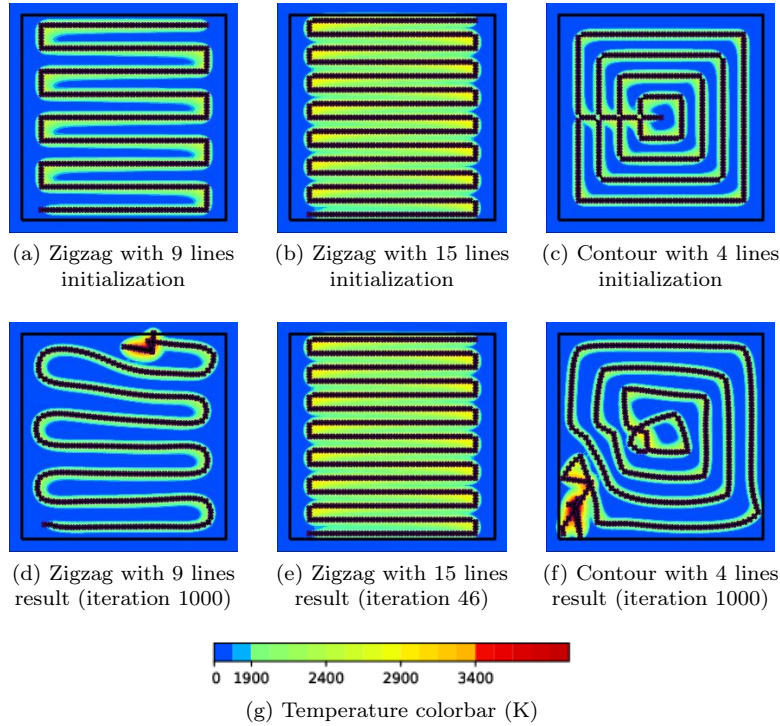 (a) Zigzag with 9 lines
initialization
(b) Zigzag with 15 lines
initialization
(c) Contour with 4 lines
initialization
(d) Zigzag with 9 lines
result (iteration 1000)
(e) Zigzag with 15 lines
result (iteration 46)
(f) Contour with 4 lines
result (iteration 1000)
0 1900 2400 2900 3400
(g) Temperature colorbar (K)